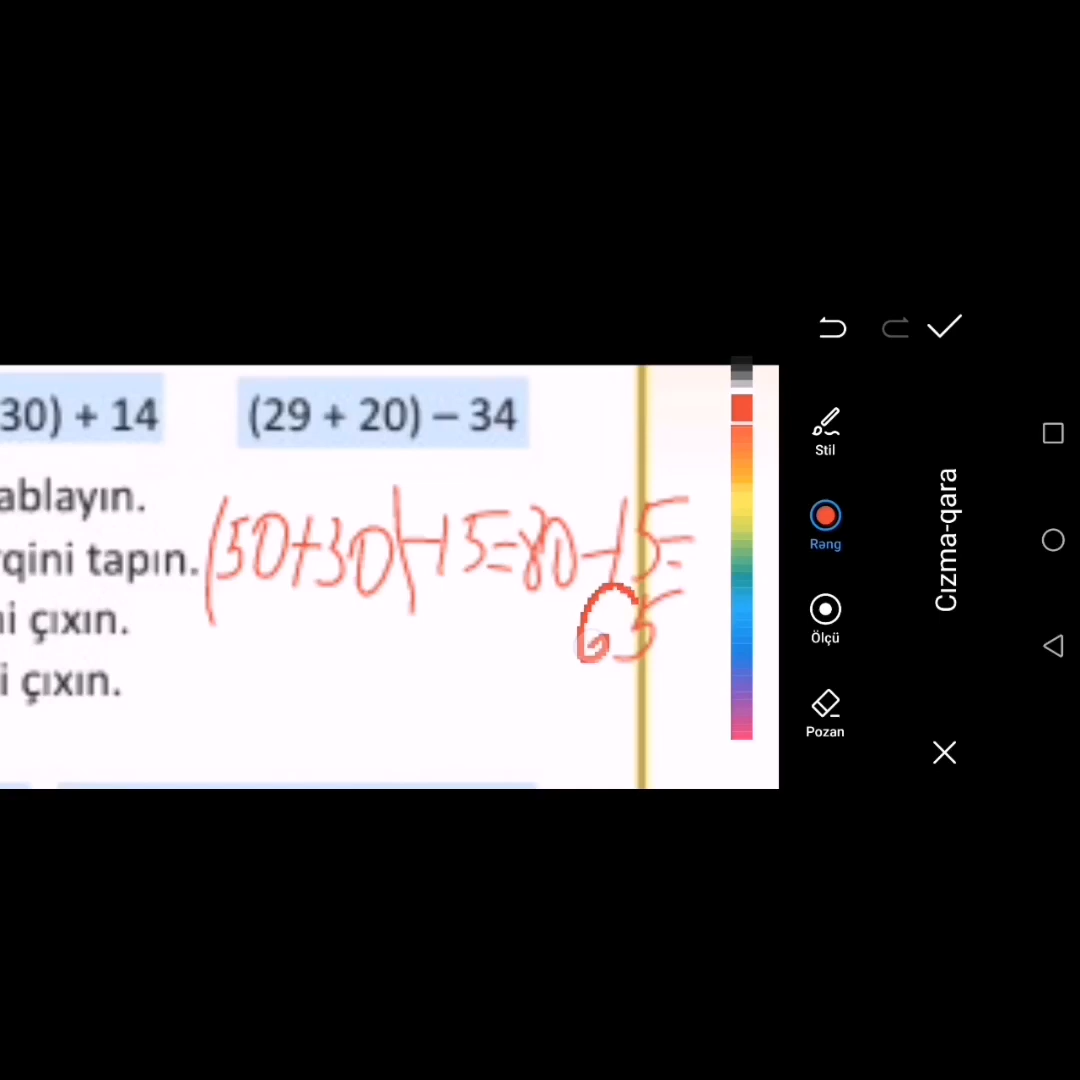 30) + 14
(29 + 20) – 34
ablayın.
qini tapın. (50+30)-15=80-15=
65
i çıxın.
i çıxın.
Stil
Rəng
Ölçü
Pozan
Cızma-qara